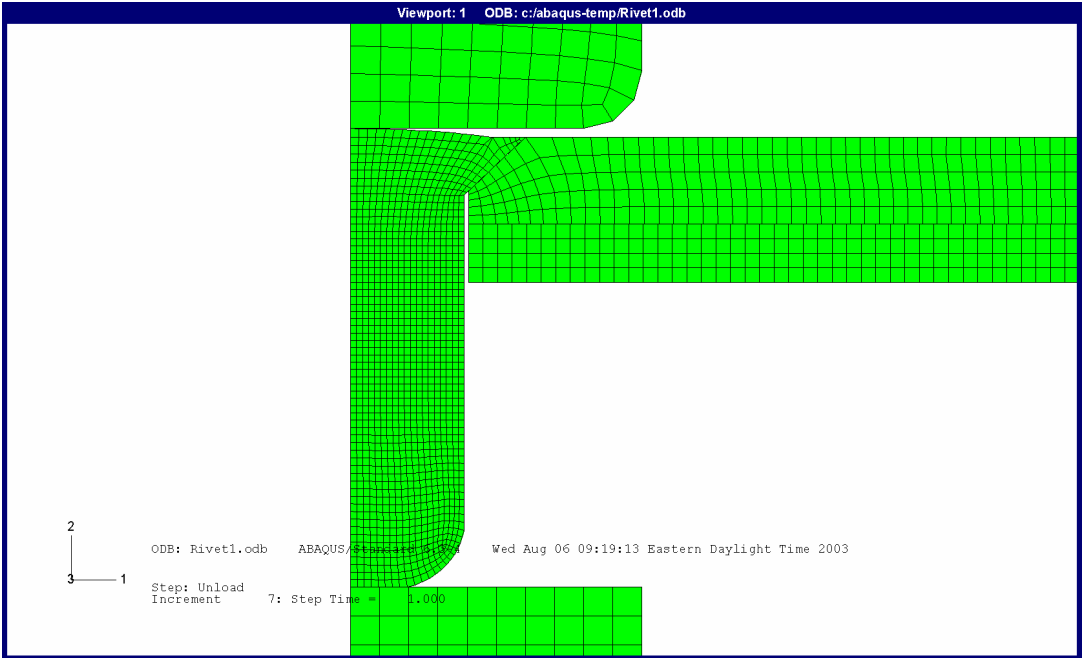 Viewport: 1 ODB: c:/abaqus-temp/Rivet1.odb
2
3 1
ODB: Rivet1.odb ABAQUS/Standard Wed Aug 06 09:19:13 Eastern Daylight Time 2003
Step: Unload
Increment 7: Step Time = 1.000